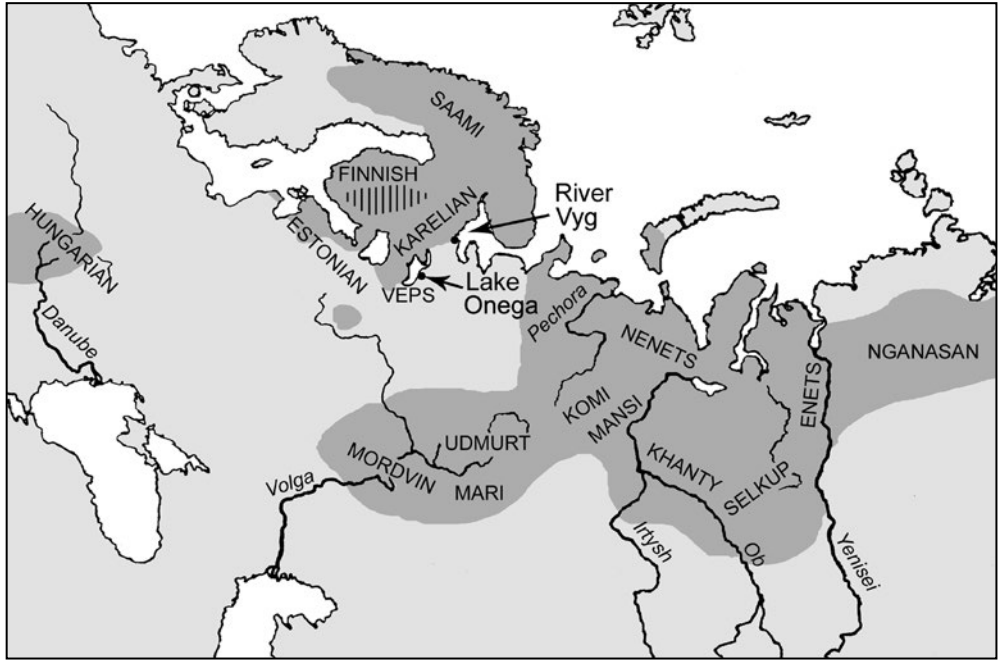 SAAMI
FINNISH
River
Vyg
KARELIAN
HUNGARIAN
ESTONIAN
Lake
Onega
VEPS
Pechora
Danube
NENETS
NGANASAN
ENETS
KOMI
MANSI
UDMURT
MORDVIN
KHANTY
SELKUP
Volga
MARI
Irtysh
Ob
Yenisei